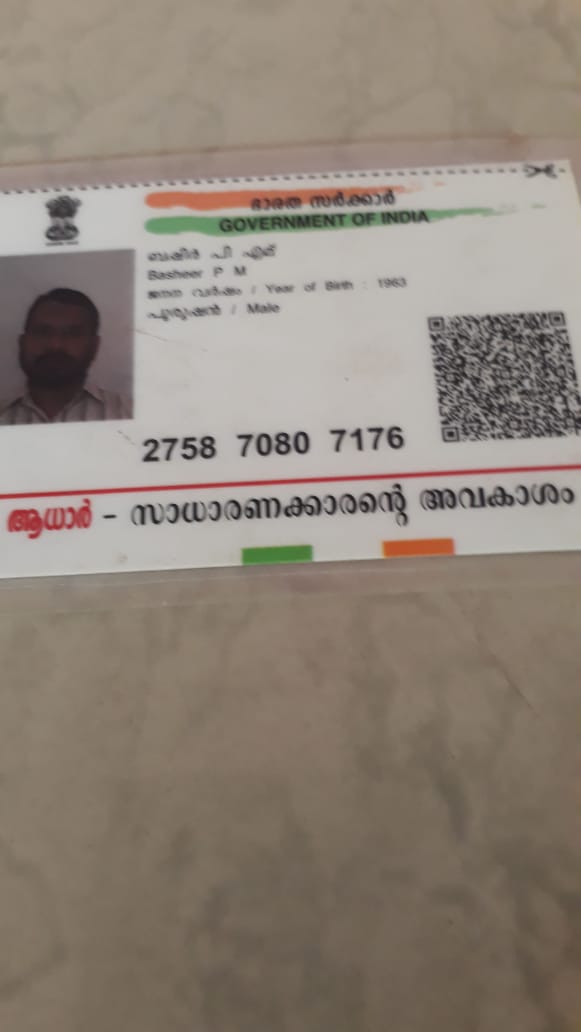 ഭാരത സർക്കാർ
GOVERNMENT OF INDIA
ബഷീർ പി എമ്
Basheer P M
ജനന വർഷം / Year of Birth : 1963
പുരുഷൻ / Male
2758 7080 7176
ആധാർ – സാധാരണക്കാരന്റെ അവകാശം